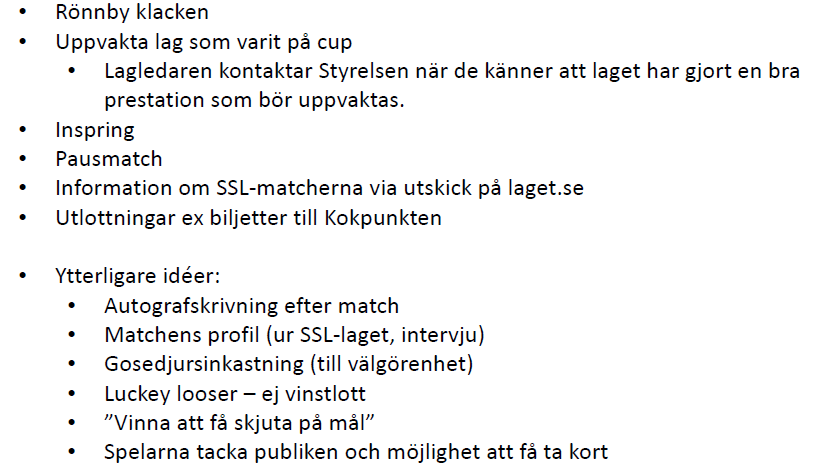 • Rönnby klacken
• Uppvakta lag som varit på cup
• Lagledaren kontaktar Styrelsen när de känner att laget har gjort en bra
prestation som bör uppvaktas.
• Inspring
• Pausmatch
• Information om SSL-matcherna via utskick på laget.se
• Utlottningar ex biljetter till Kokpunkten
• Ytterligare idéer:
• Autografskrivning efter match
• Matchens profil (ur SSL-laget, intervju)
• Gosedjursinkastning (till välgörenhet)
• Luckey looser – ej vinstlott
• ”Vinna att få skjuta på mål”
• Spelarna tacka publiken och möjlighet att få ta kort